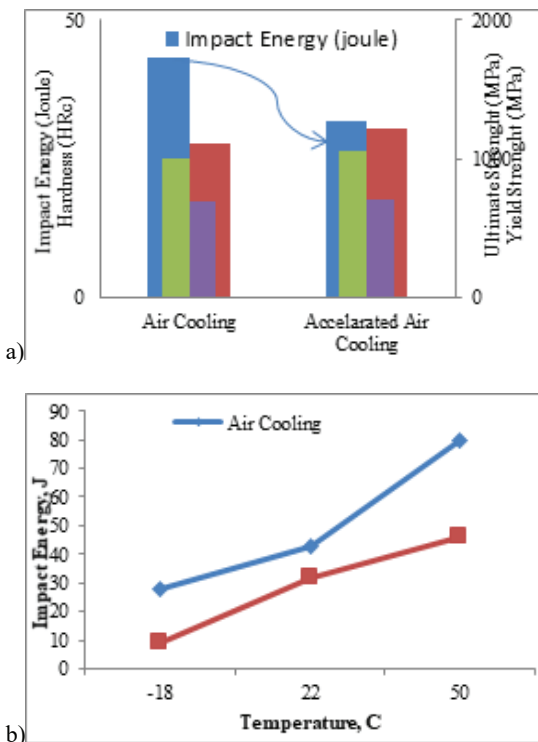 50
2000
Impact Energy (joule)
Impact Energy (Joule)
Hardness (HRc)
1000
Ultimate Strenght (MPa)
Yield Strenght (MPa)
0
0
Air Cooling
Accelarated Air
Cooling
a)
90
Air Cooling
80
70
60
50
40
30
20
10
0
Impact Energy, J
-18
22
50
Temperature, C
b)